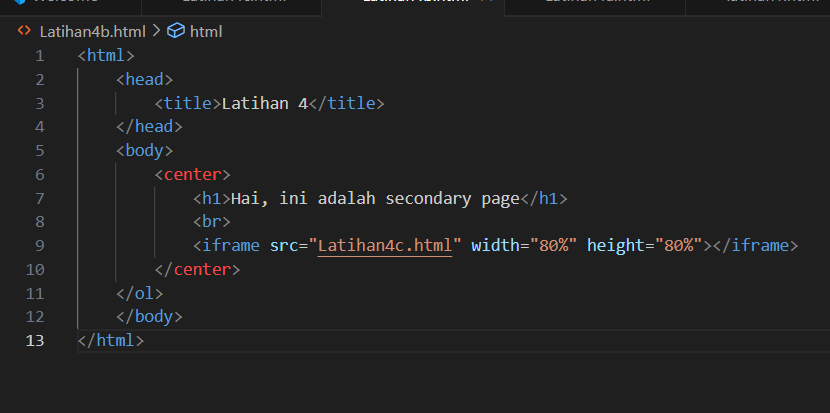 Latihan4b.html > html
1 <html>
2 <head>
3 <title>Latihan 4</title>
4 </head>
5 <body>
6 <center>
7 <h1>Hai, ini adalah secondary page</h1>
8 <br>
9 <iframe src="Latihan4c.html" width="80%" height="80%"></iframe>
10 </center>
11 </ol>
12 </body>
13 </html>